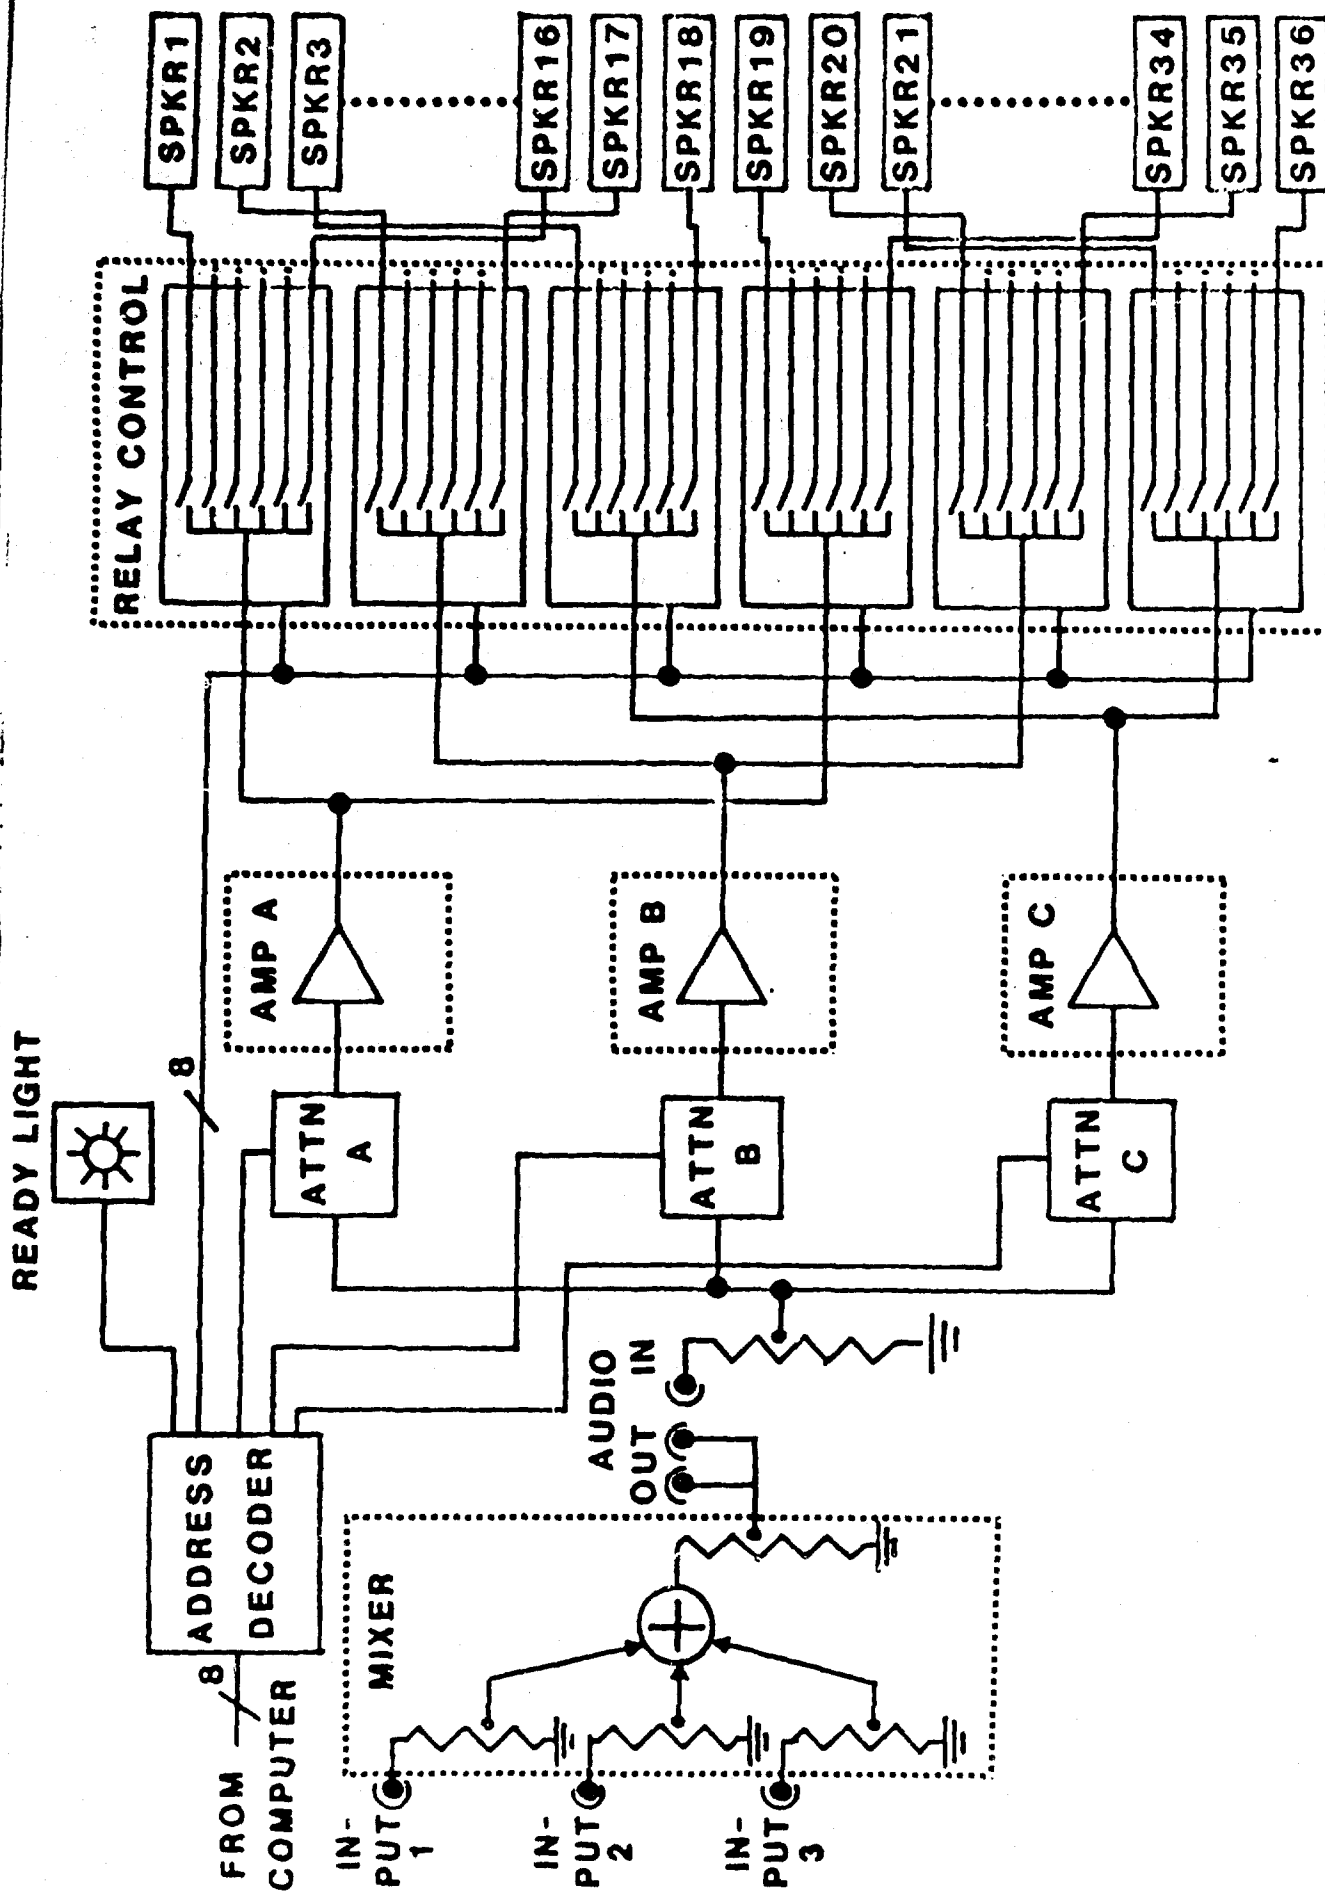 READY LIGHT
FROM
COMPUTER
8
ADDRESS
DECODER
8
IN-
PUT
1
IN-
PUT
2
IN-
PUT
3
MIXER
AUDIO
OUT IN
ATTN
A
ATTN
B
ATTN
C
AMP A
AMP B
AMP C
RELAY CONTROL
SPKR1
SPKR2
SPKR3
SPKR16
SPKR17
SPKR18
SPKR19
SPKR20
SPKR21
SPKR34
SPKR35
SPKR36